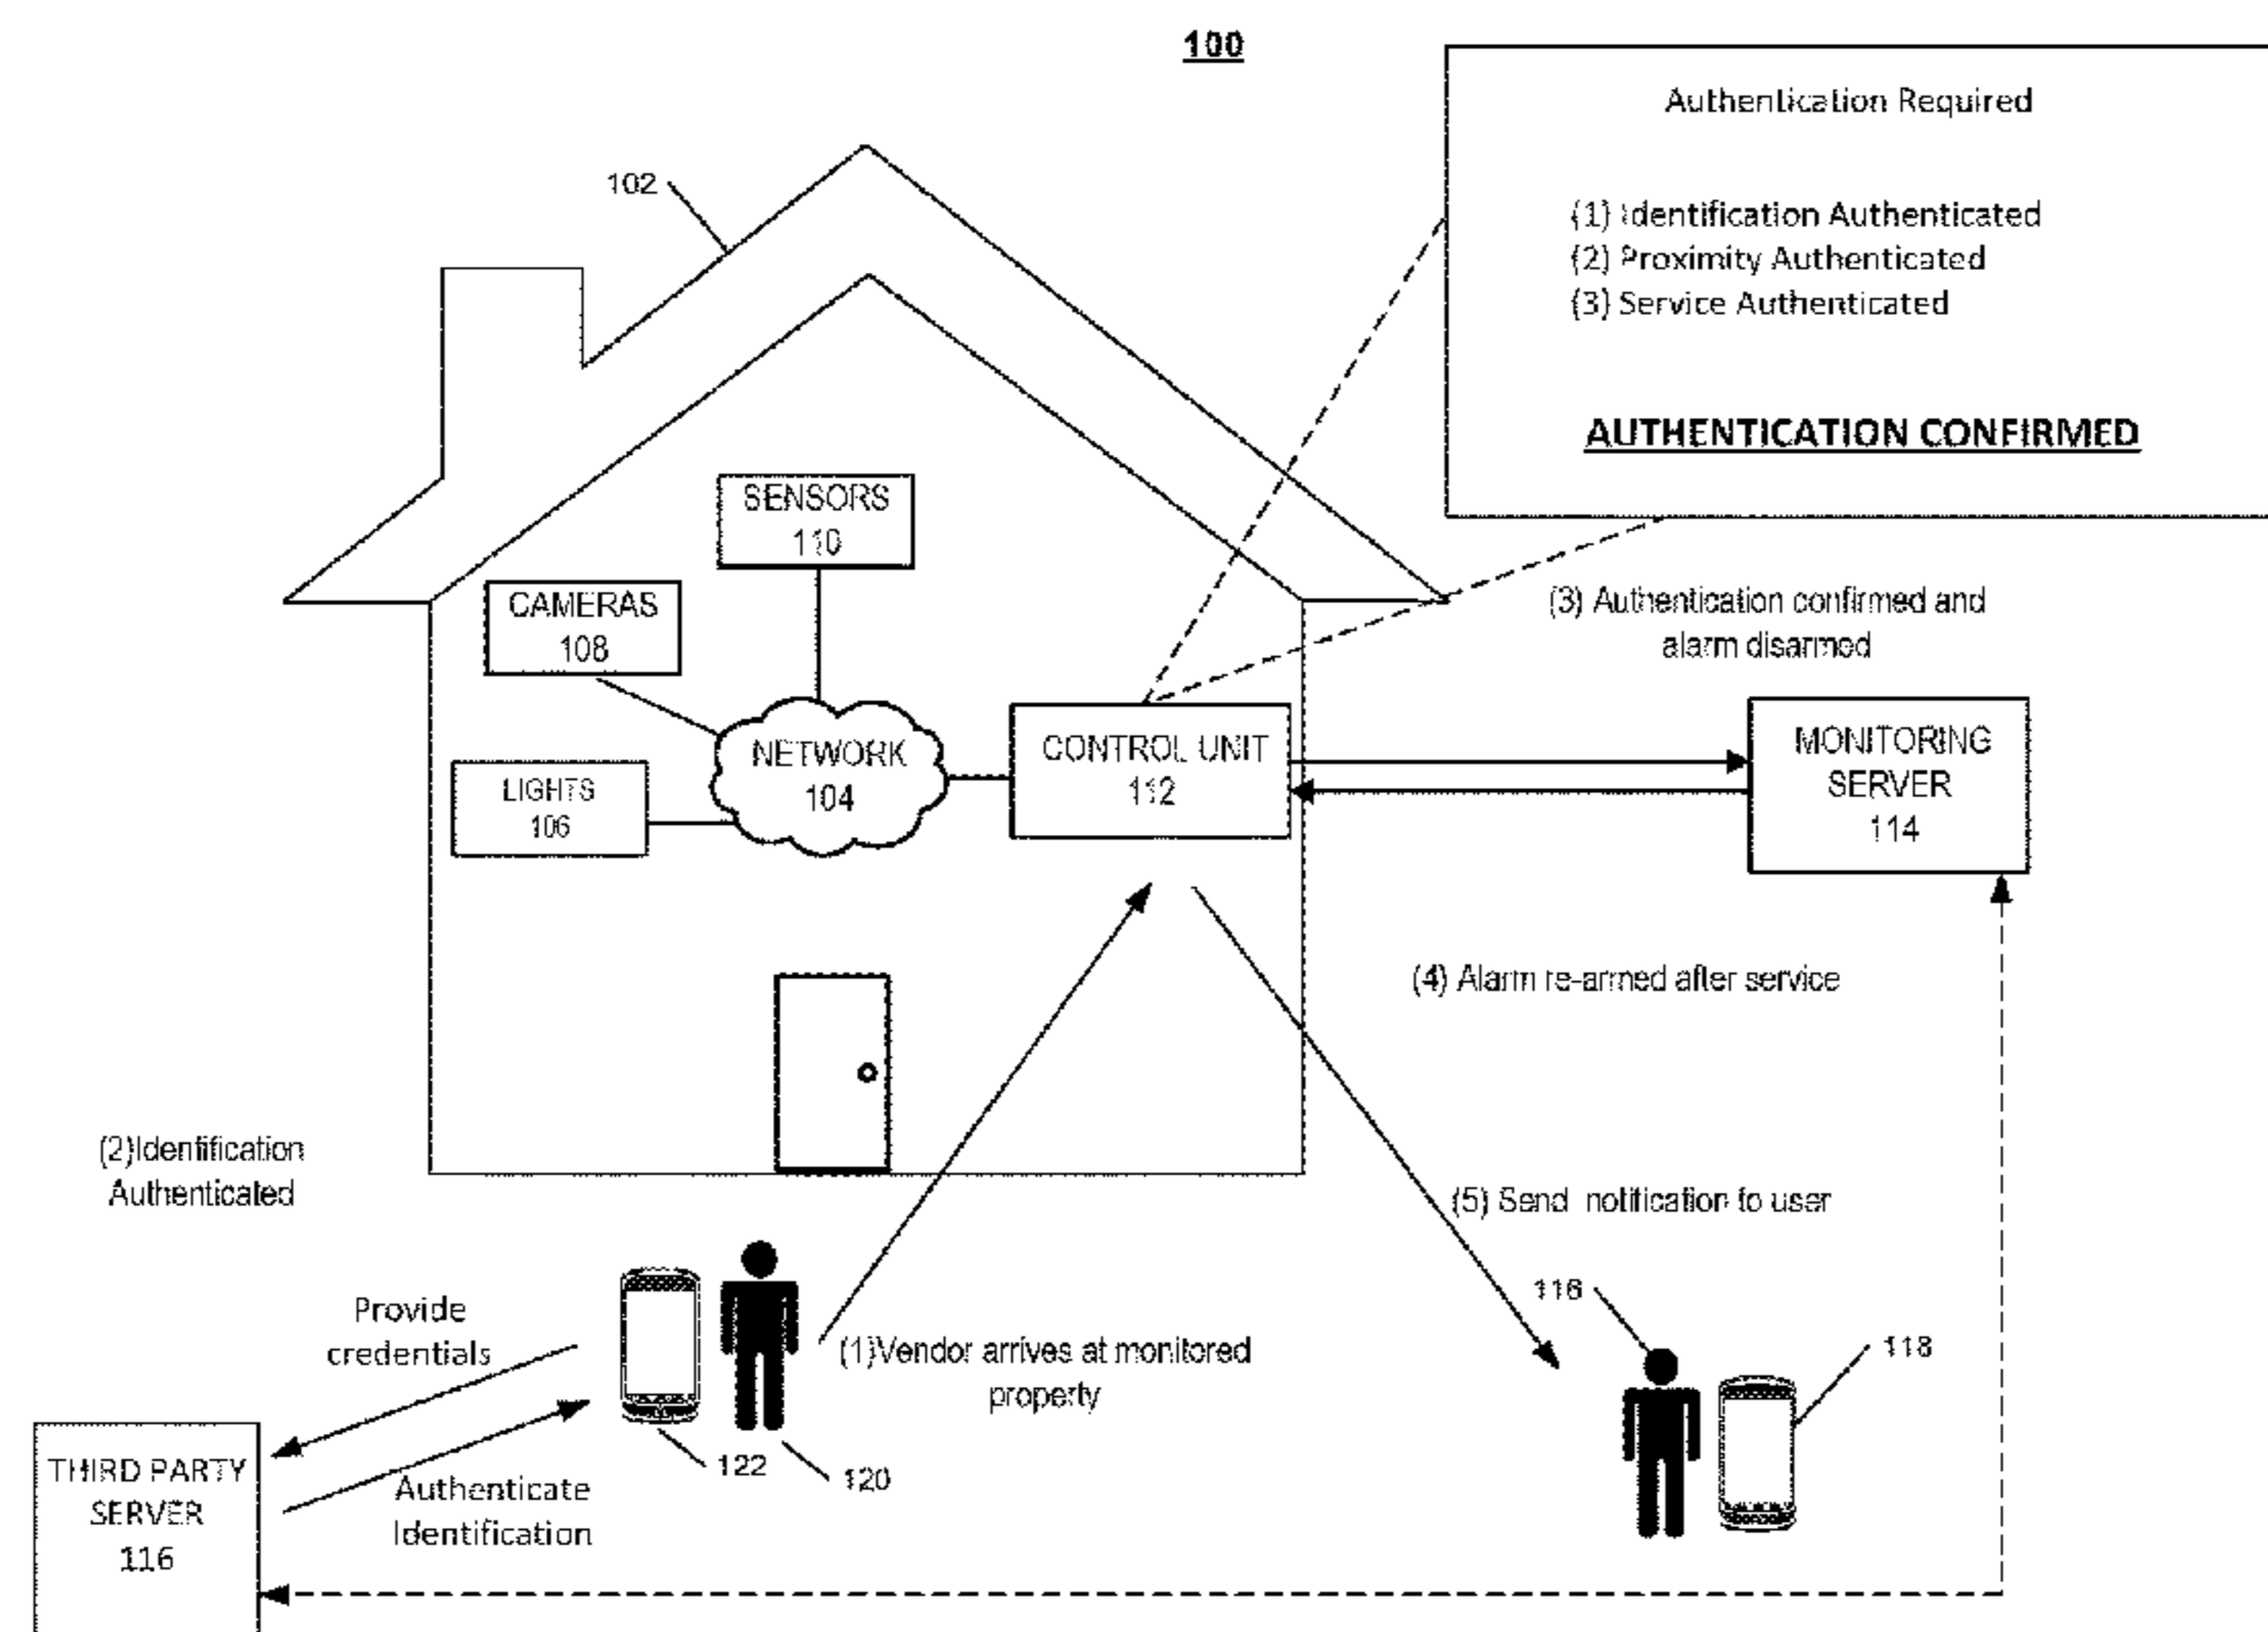 100
Authentication Required
102
(1) Identification Authenticated
(2) Proximity Authenticated
(3) Service Authenticated
AUTHENTICATION CONFIRMED
SENSORS
110
CAMERAS
108
(3) Authentication confirmed and
alarm disarmed
NETWORK
104
CONTROL UNIT
112
MONITORING
SERVER
114
LIGHTS
106
(4) Alarm re-armed after service
(2)Identification
Authenticated
(5) Send notification to user
116
118
Provide
credentials
(1)Vendor arrives at monitored
property
122
120
THIRD PARTY
SERVER
116
Authenticate
Identification